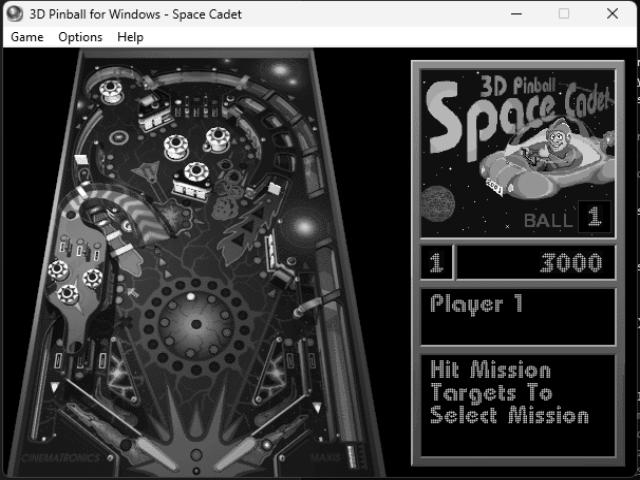 3D Pinball for Windows - Space Cadet
Game Options Help
3D Pinball
Space Cadet
BALL 1
1 3000
Player 1
Hit Mission
Targets To
Select Mission
CINEMATRONICS
MAXIS